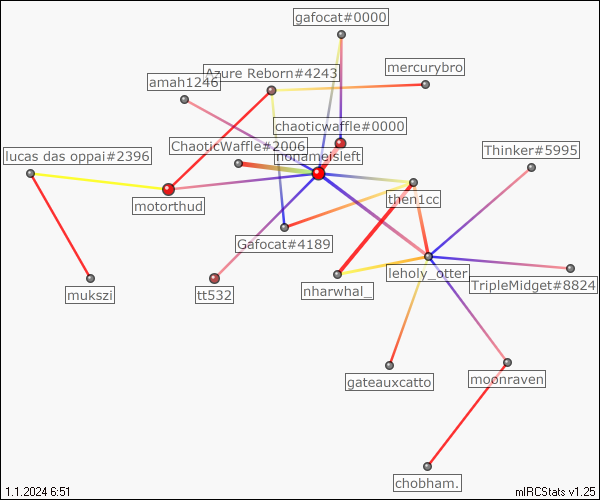 gafocat#0000
mercurybro
Azure Reborn#4243
amah1246
chaoticwaffle#0000
ChaoticWaffle#2006
nonameisleft
Thinker#5995
lucas das oppai#2396
then1cc
motorthud
Gafocat#4189
leholy_otter
TripleMidget#8824
nharwhal_
mukszi
tt532
gateauxcatto
moonraven
chobham.
1.1.2024 6:51
mIRCStats v1.25